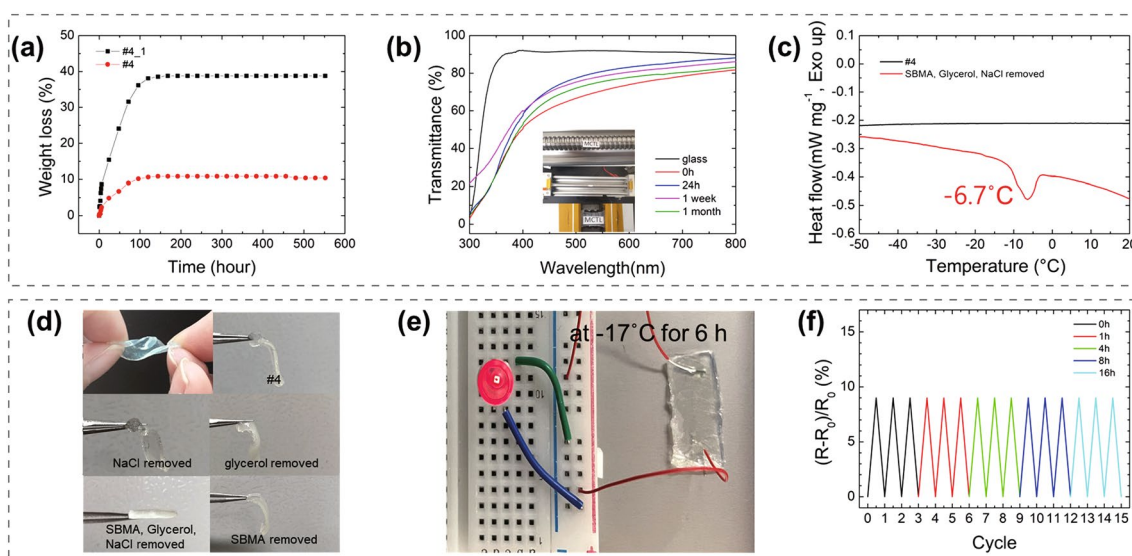 (a)
50
40
30
20
10
0
Weight loss (%)
#4_1
#4
0 100 200 300 400 500 600
Time (hour)
(b)
100
80
60
40
20
0
Transmittance (%)
MCTL
MCTL
glass
0h
24h
1 week
1 month
300 400 500 600 700 800
Wavelength(nm)
(c)
0.1
0.0
-0.1
-0.2
-0.3
-0.4
-0.5
-0.6
Heat flow(mW mg⁻¹, Exo up)
#4
SBMA, Glycerol, NaCl removed
-6.7°C
-50 -40 -30 -20 -10 0 10 20
Temperature (°C)
(d)
#4
NaCl removed
glycerol removed
SBMA, Glycerol,
NaCl removed
SBMA removed
(e)
at -17°C for 6 h
15
10
1
(f)
15
10
5
0
(R-R₀)/R₀ (%)
0h
1h
4h
8h
16h
0 1 2 3 4 5 6 7 8 9 10 11 12 13 14 15
Cycle